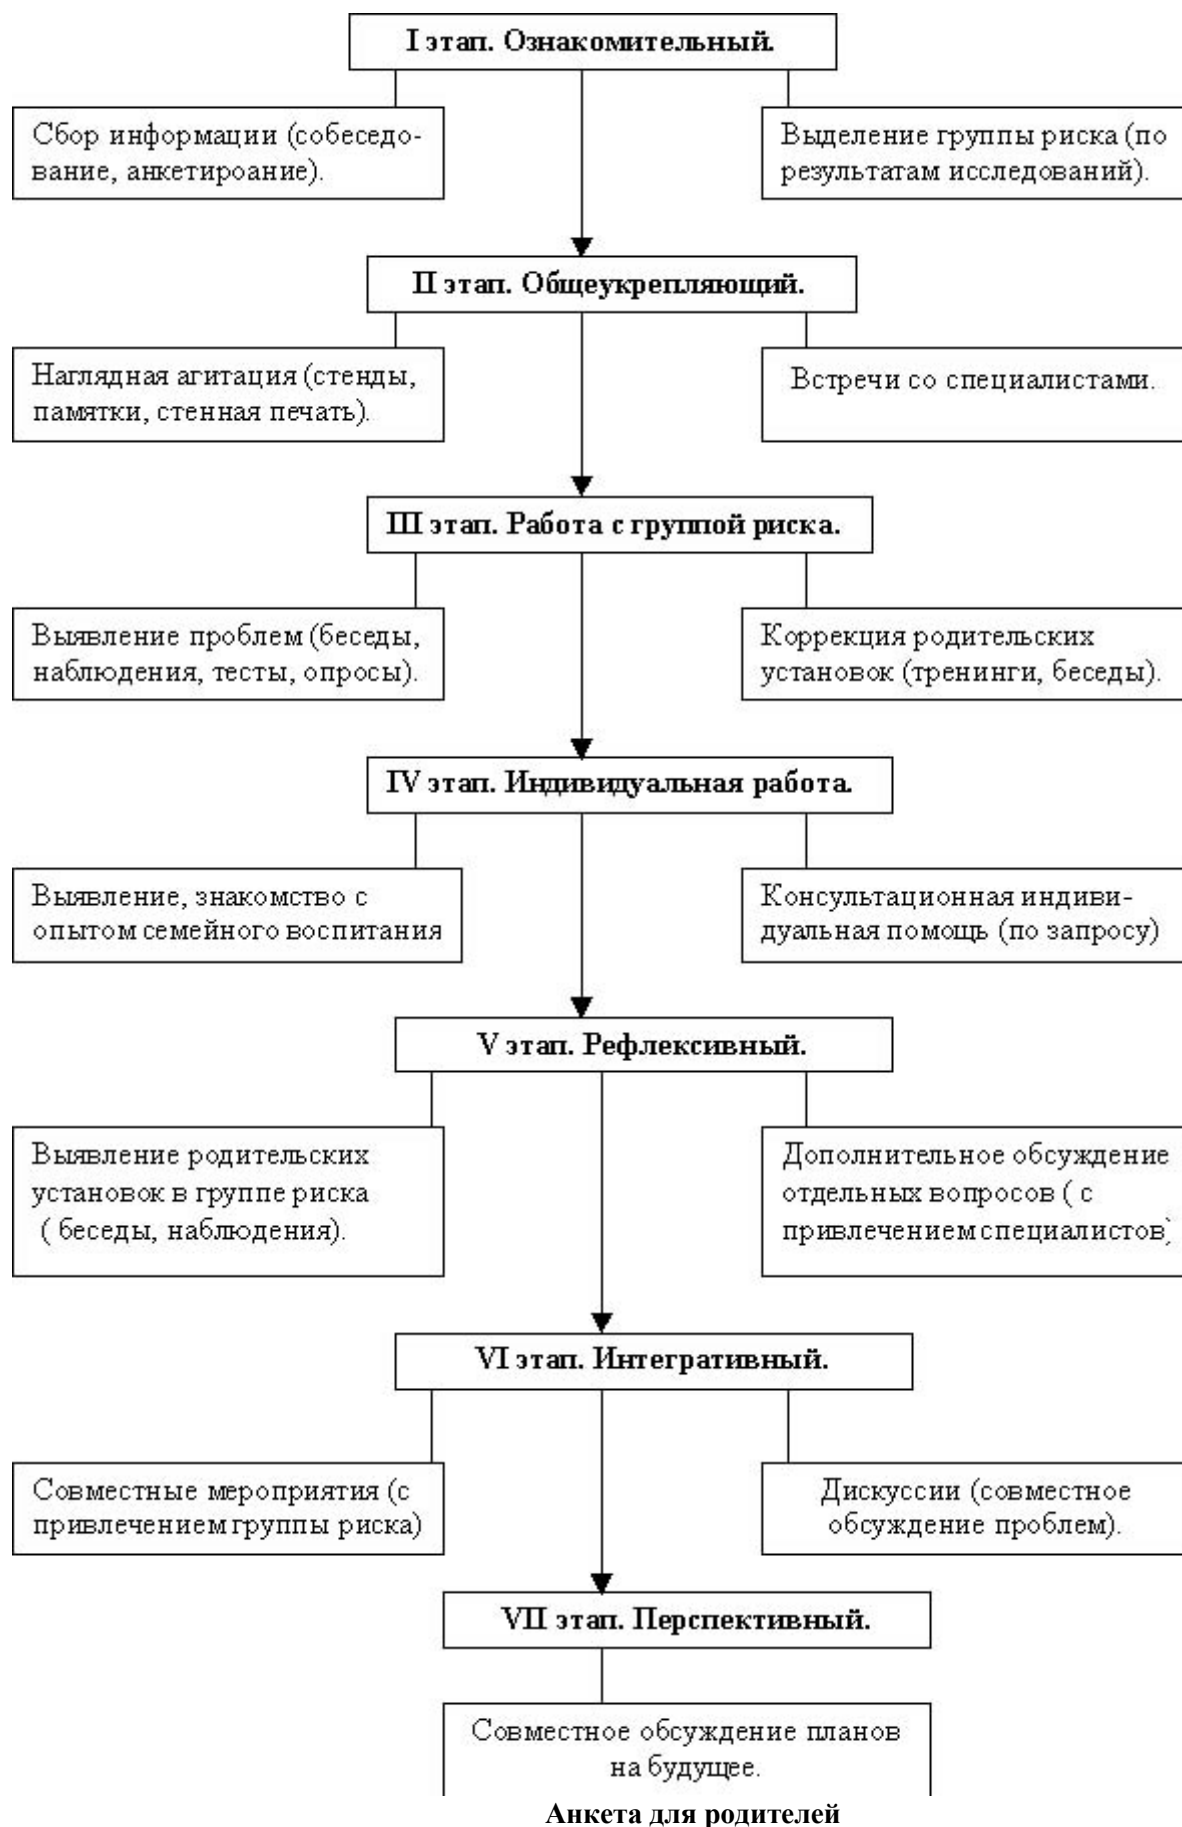 I этап. Ознакомительный.
Сбор информации (собеседо-
вание, анкетироание).
Выделение группы риска (по
результатам исследований).
II этап. Общеукрепляющий.
Наглядная агитация (стенды,
памятки, стенная печать).
Встречи со специалистами.
III этап. Работа с группой риска.
Выявление проблем (беседы,
наблюдения, тесты, опросы).
Коррекция родительских
установок (тренинги, беседы).
IV этап. Индивидуальная работа.
Выявление, знакомство с
опытом семейного воспитания
Консультационная индиви-
дуальная помощь (по запросу)
V этап. Рефлексивный.
Выявление родительских
установок в группе риска
( беседы, наблюдения).
Дополнительное обсуждение
отдельных вопросов ( с
привлечением специалистов)
VI этап. Интегративный.
Совместные мероприятия (с
привлечением группы риска)
Дискуссии (совместное
обсуждение проблем).
VII этап. Перспективный.
Совместное обсуждение планов
на будущее.
Анкета для родителей